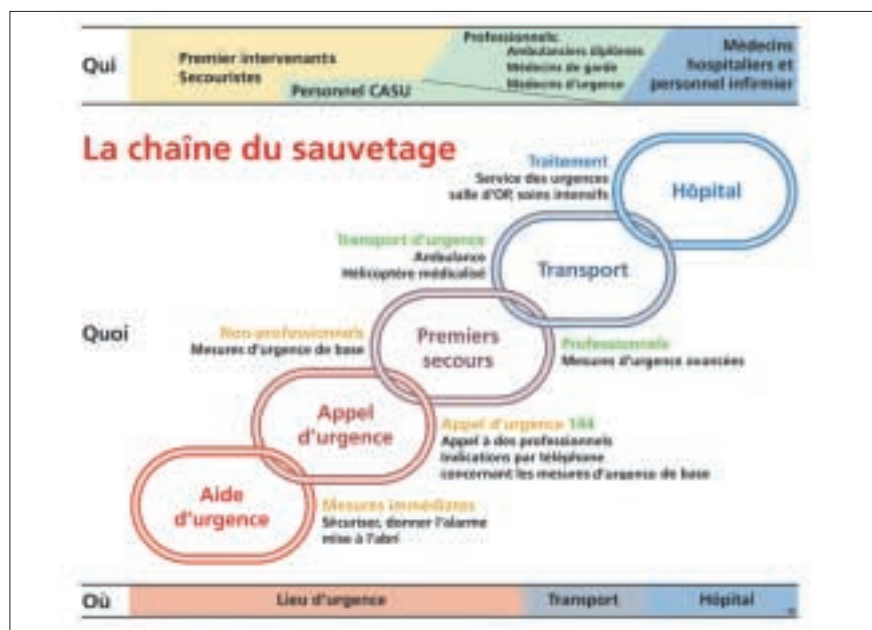 Qui
Premier intervenants
Secouristes
Personnel CASU
Professionnels:
Ambulanciers diplômés
Médecins de garde
Médecins d'urgence
Médecins
hospitaliers et
personnel infirmier
La chaîne du sauvetage
Traitement
Service des urgences
salle d'OP, soins intensifs
Hôpital
Transport d'urgence
Ambulance
Hélicoptère médicalisé
Transport
Quoi
Non-professionnels
Mesures d'urgence de base
Premiers
secours
Professionnels
Mesures d'urgence avancées
Appel
d'urgence
Appel d'urgence 144
Appel à des professionnels
Indications par téléphone
concernant les mesures d'urgence de base
Aide
d'urgence
Mesures immédiates
Sécuriser, donner l'alarme
mise à l'abri
Où
Lieu d'urgence
Transport
Hôpital